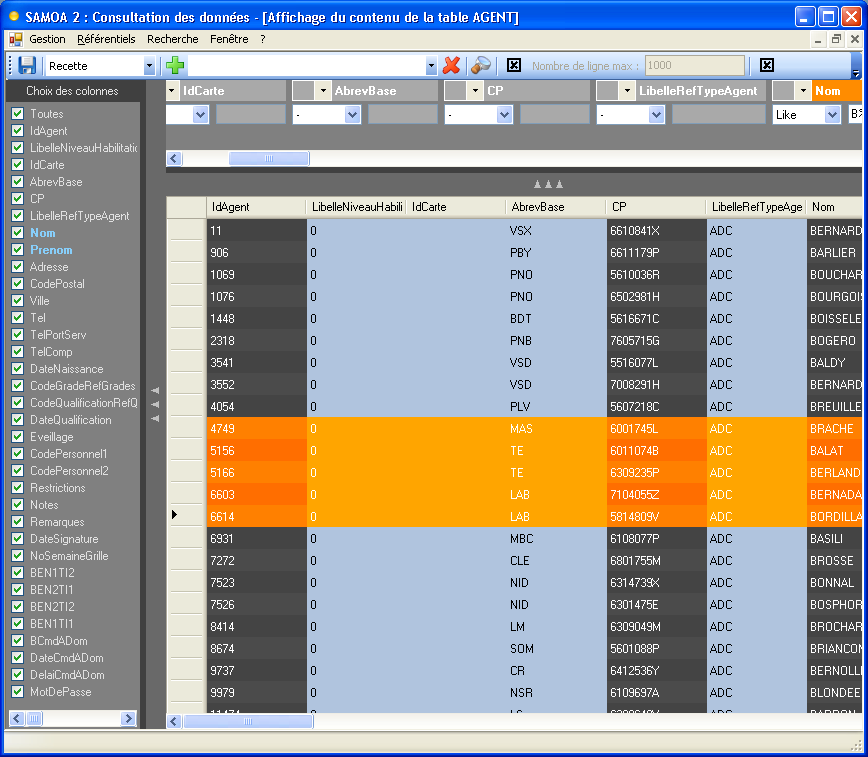 SAMOA 2 : Consultation des données - [Affichage du contenu de la table AGENT]
Gestion Référentiels Recherche Fenêtre ?
Recette Nombre de ligne max : 1000
Choix des colonnes
IdCarte AbrevBase CP LibelleRefTypeAgent Nom
- - - Like B%
Toutes
IdAgent
LibelleNiveauHabilitatio
IdCarte
AbrevBase
CP
LibelleRefTypeAgent
Nom
Prenom
Adresse
CodePostal
Ville
Tel
TelPortServ
TelComp
DateNaissance
CodeGradeRefGrades
CodeQualificationRefQ
DateQualification
Eveillage
CodePersonnel1
CodePersonnel2
Restrictions
Notes
Remarques
DateSignature
NoSemaineGrille
BEN1TI2
BEN2TI1
BEN2TI2
BEN1TI1
BCmdADom
DateCmdADom
DelaiCmdADom
MotDePasse
IdAgent LibelleNiveauHabili IdCarte AbrevBase CP LibelleRefTypeAge Nom
11 0 VSX 6610841X ADC BERNARD
906 0 PBY 6611179P ADC BARLIER
1069 0 PNO 5610036R ADC BOUCHAR
1076 0 PNO 6502981H ADC BOURGOIS
1448 0 BDT 5616671C ADC BOISSELE
2318 0 PNB 7605715G ADC BOGERO
3541 0 VSD 5516077L ADC BALDY
3552 0 VSD 7008291H ADC BERNARD
4054 0 PLV 5607218C ADC BREUILLE
4749 0 MAS 6001745L ADC BRACHE
5156 0 TE 6011074B ADC BALAT
5166 0 TE 6309235P ADC BERLAND
6603 0 LAB 7104055Z ADC BERNADA
6614 0 LAB 5814809V ADC BORDILLA
6931 0 MBC 6108077P ADC BASILI
7272 0 CLE 6801755M ADC BROSSE
7523 0 NID 6314739X ADC BONNAL
7526 0 NID 6301475E ADC BOSPHOR
8414 0 LM 6309049M ADC BROCHAR
8674 0 SOM 5601088P ADC BRIANCON
9737 0 CR 6412536Y ADC BERNOLLI
9979 0 NSR 6109697A ADC BLONDEE